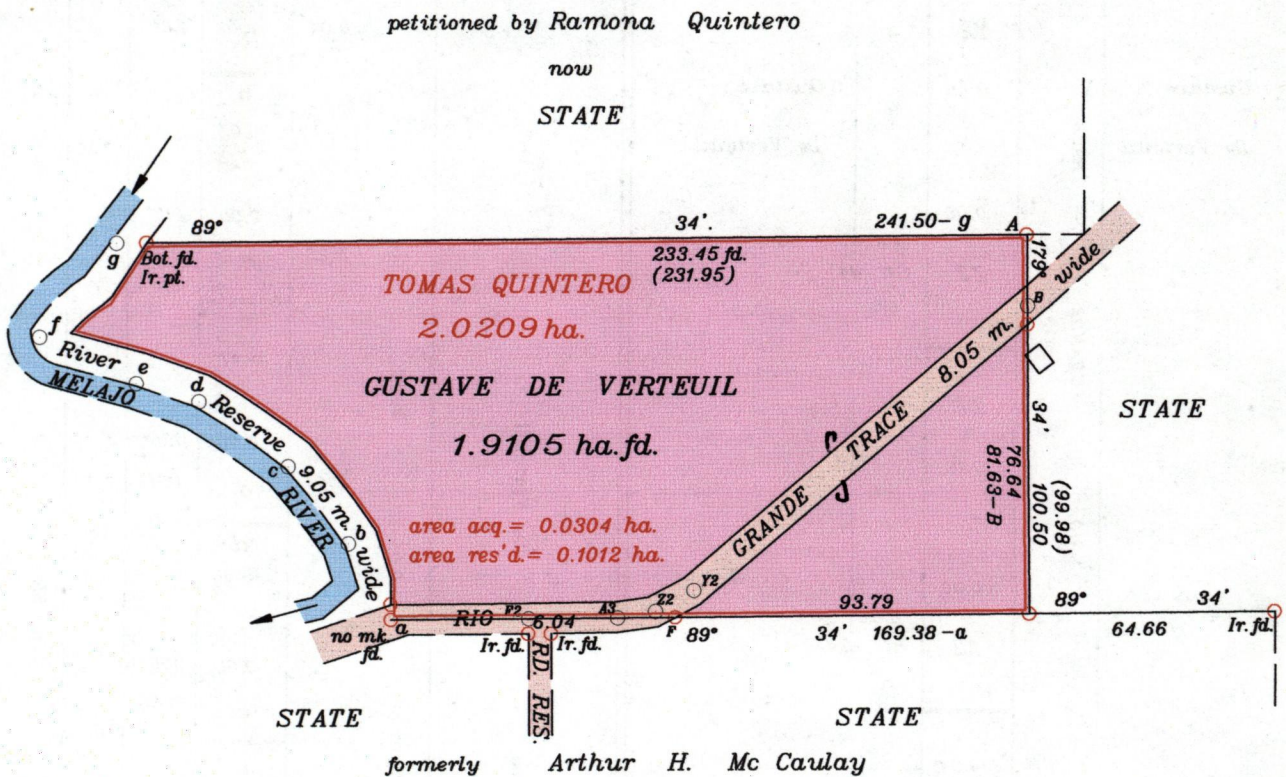 petitioned by Ramona Quintero
now
STATE
89° 34'. 241.50-g A
g
Bot. fd.
Ir. pt.
233.45 fd.
(231.95)
179°
wide
B
TOMAS QUINTERO
2.0209 ha.
f
River
e
d
Reserve
MELAJO
8.05 m.
GUSTAVE DE VERTEUIL
STATE
34'
1.9105 ha.fd.
TRACE
76.64
81.63-B
(99.98)
100.50
c
9.05 m.
RIVER
b
wide
GRANDE
area acq.= 0.0304 ha.
area res'd.= 0.1012 ha.
Y2
Z2
A3
93.79
89° 34'
a
RIO
6.04
F
no mk.
fd.
Ir. fd.
Ir. fd.
89° 34' 169.38-a
64.66
Ir.fd.
RD. RES.
STATE
STATE
formerly Arthur H. Mc Caulay